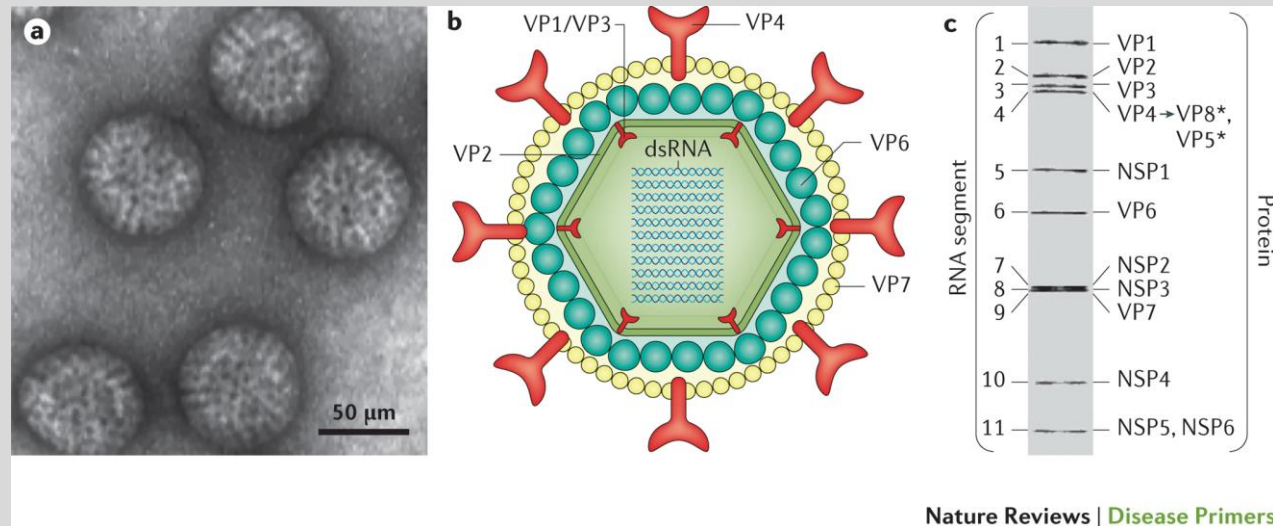 a
50 µm
b
VP1/VP3
VP4
VP2
dsRNA
VP6
VP7
c
RNA segment
1
2
3
4
5
6
7
8
9
10
11
VP1
VP2
VP3
VP4→VP8*,
VP5*
NSP1
VP6
NSP2
NSP3
VP7
NSP4
NSP5, NSP6
Protein
Nature Reviews | Disease Primers